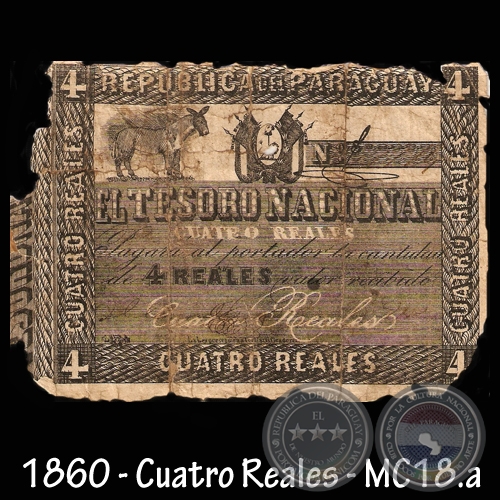 4 REPUBLICA DEL PARAGUAY 4
Nº
EL TESORO NACIONAL
CUATRO REALES
Pagará al portador la cantidad
de 4 REALES valor recibido
Cuatro Reales
CUATRO REALES
CUATRO REALES
4 CUATRO REALES 4
1860 - Cuatro Reales - MC18.a